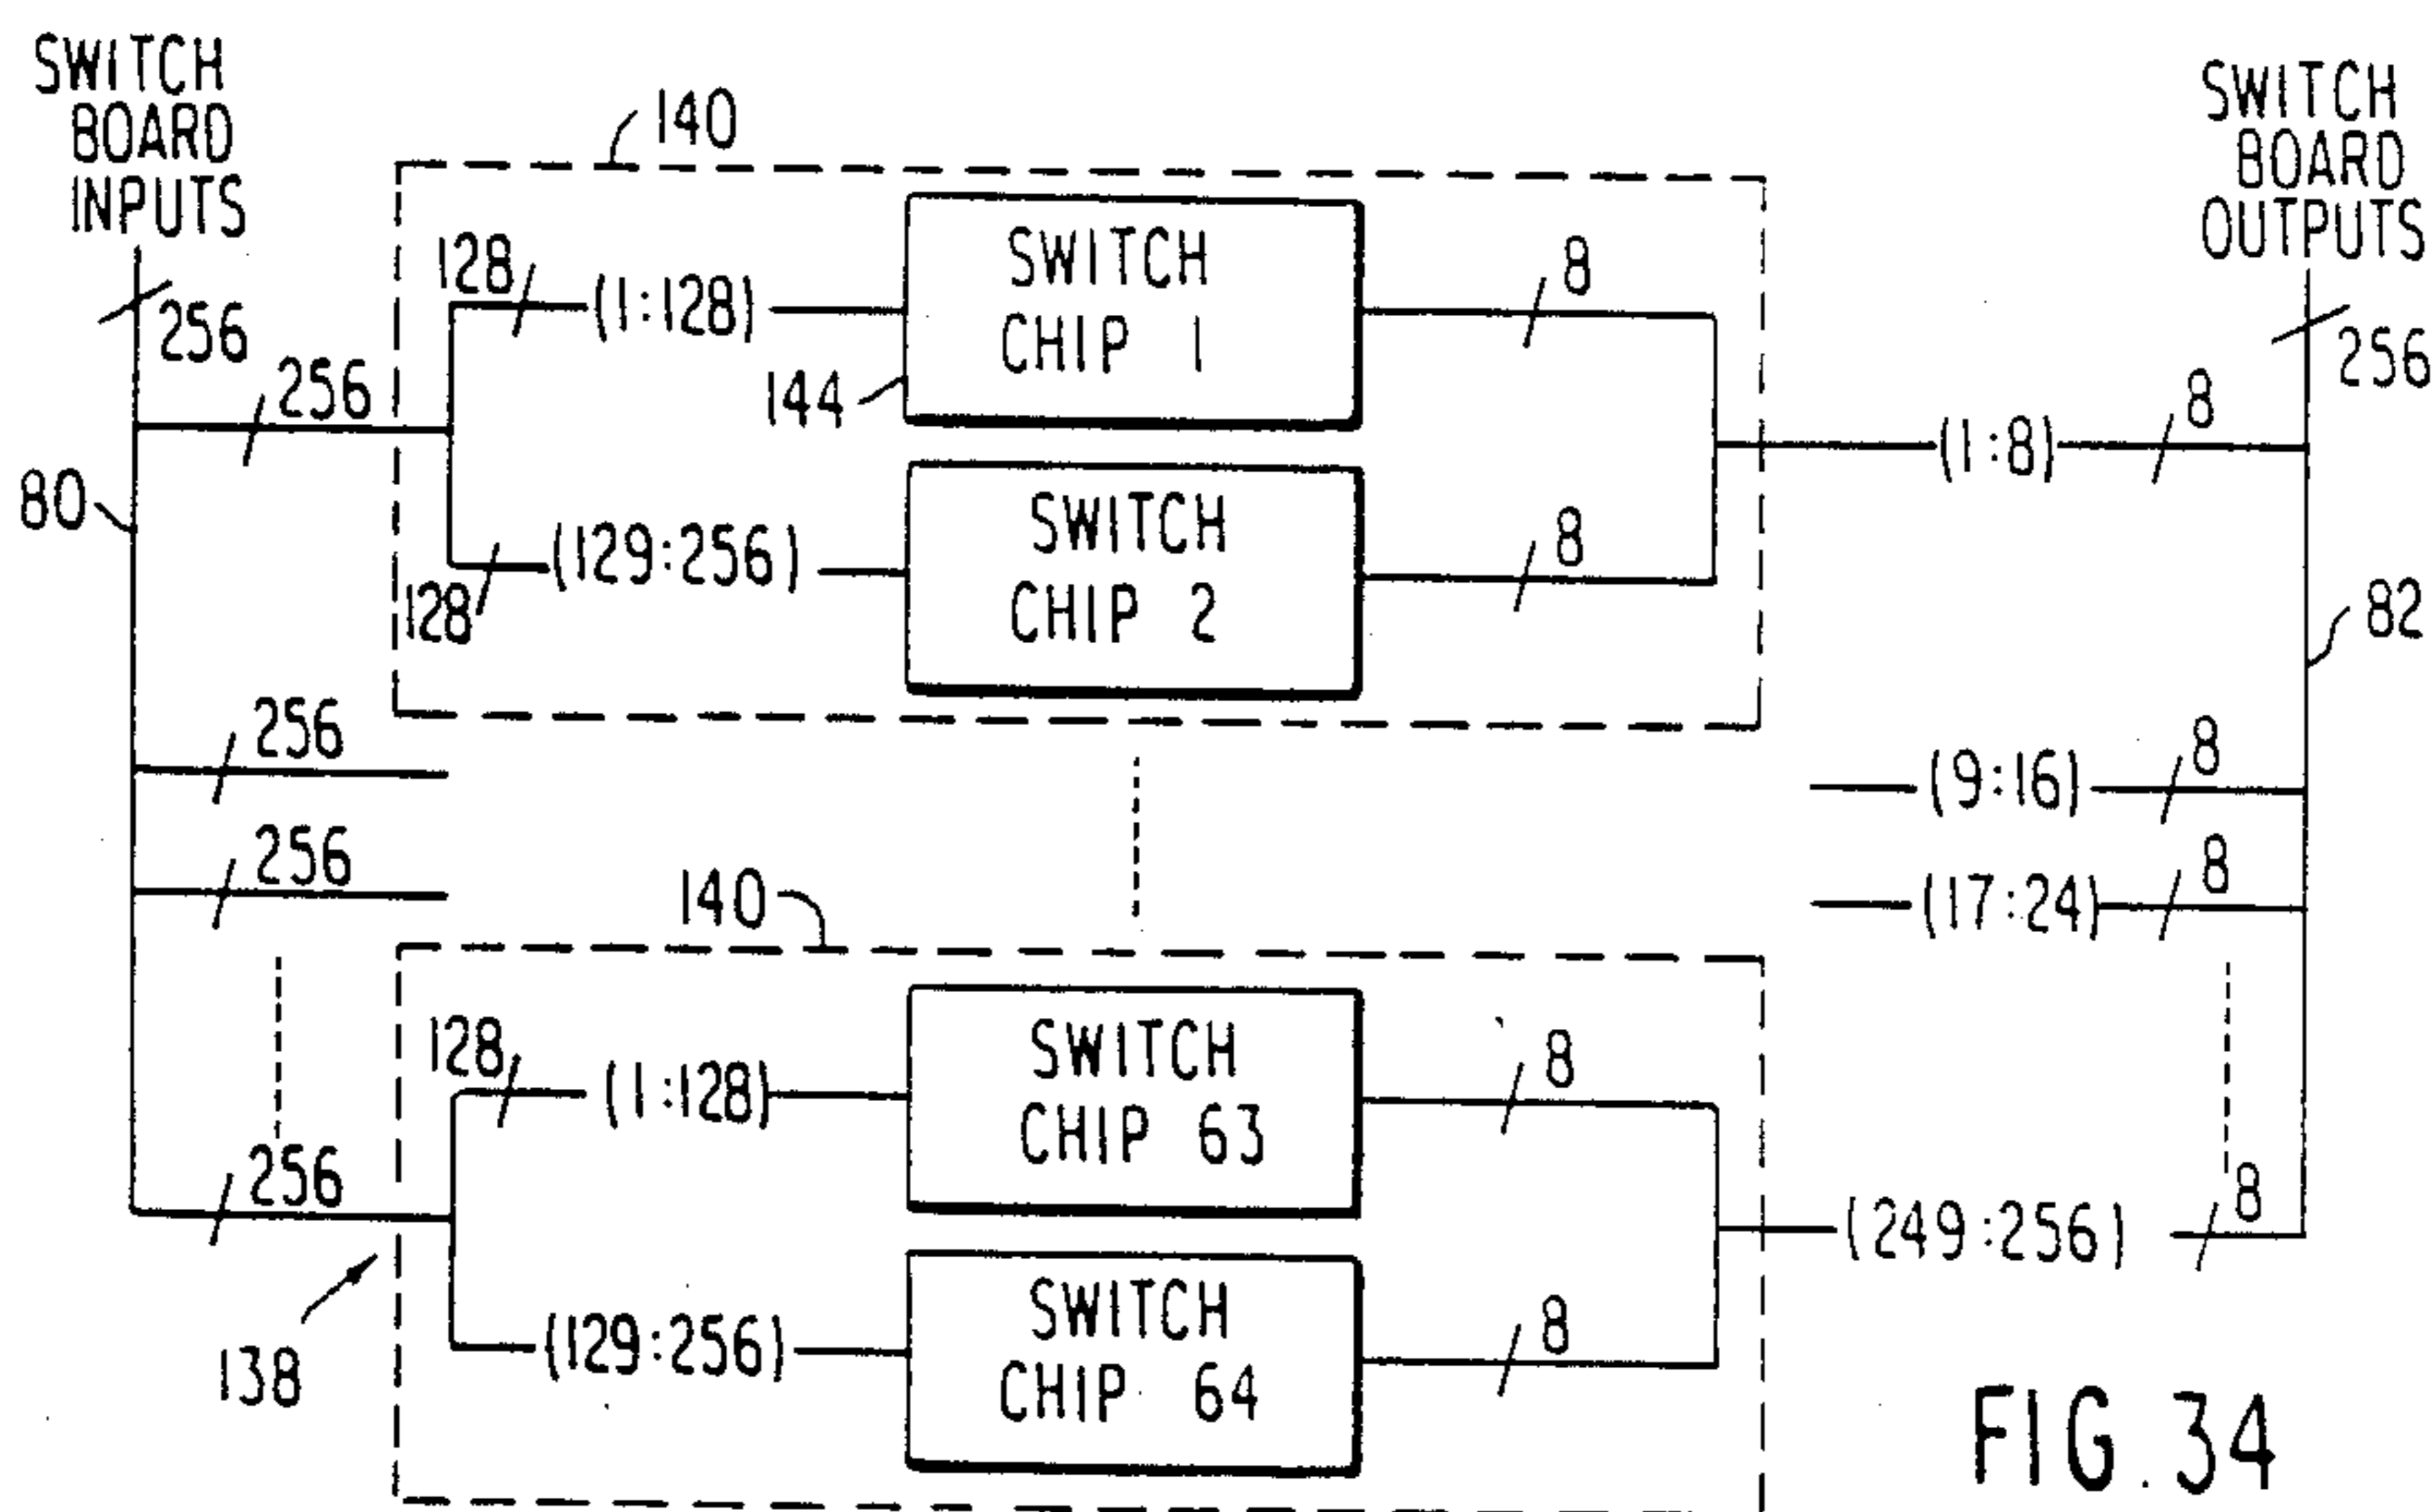 SWITCH
BOARD
INPUTS
SWITCH
BOARD
OUTPUTS
140
256
256
128
(1:128)
SWITCH
CHIP 1
144
8
(1:8)
8
256
80
128
(129:256)
SWITCH
CHIP 2
8
82
256
(9:16)
8
256
(17:24)
8
140
128
(1:128)
SWITCH
CHIP 63
8
256
(249:256)
8
138
(129:256)
SWITCH
CHIP 64
8
FIG. 34